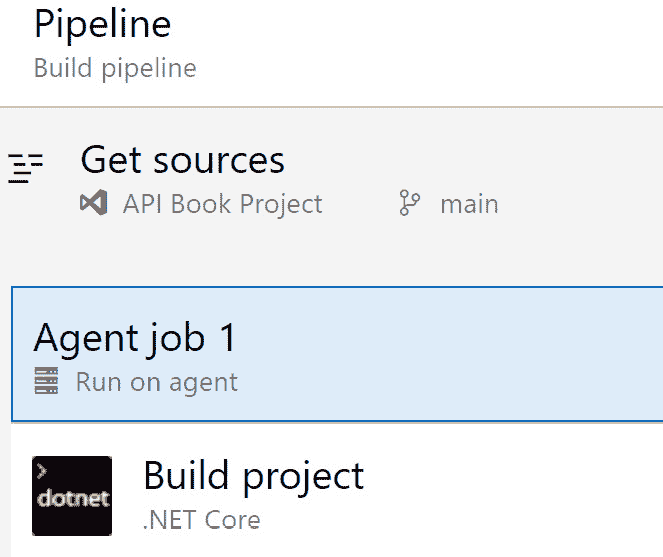 Pipeline
Build pipeline
Get sources
API Book Project main
Agent job 1
Run on agent
dotnet
Build project
.NET Core